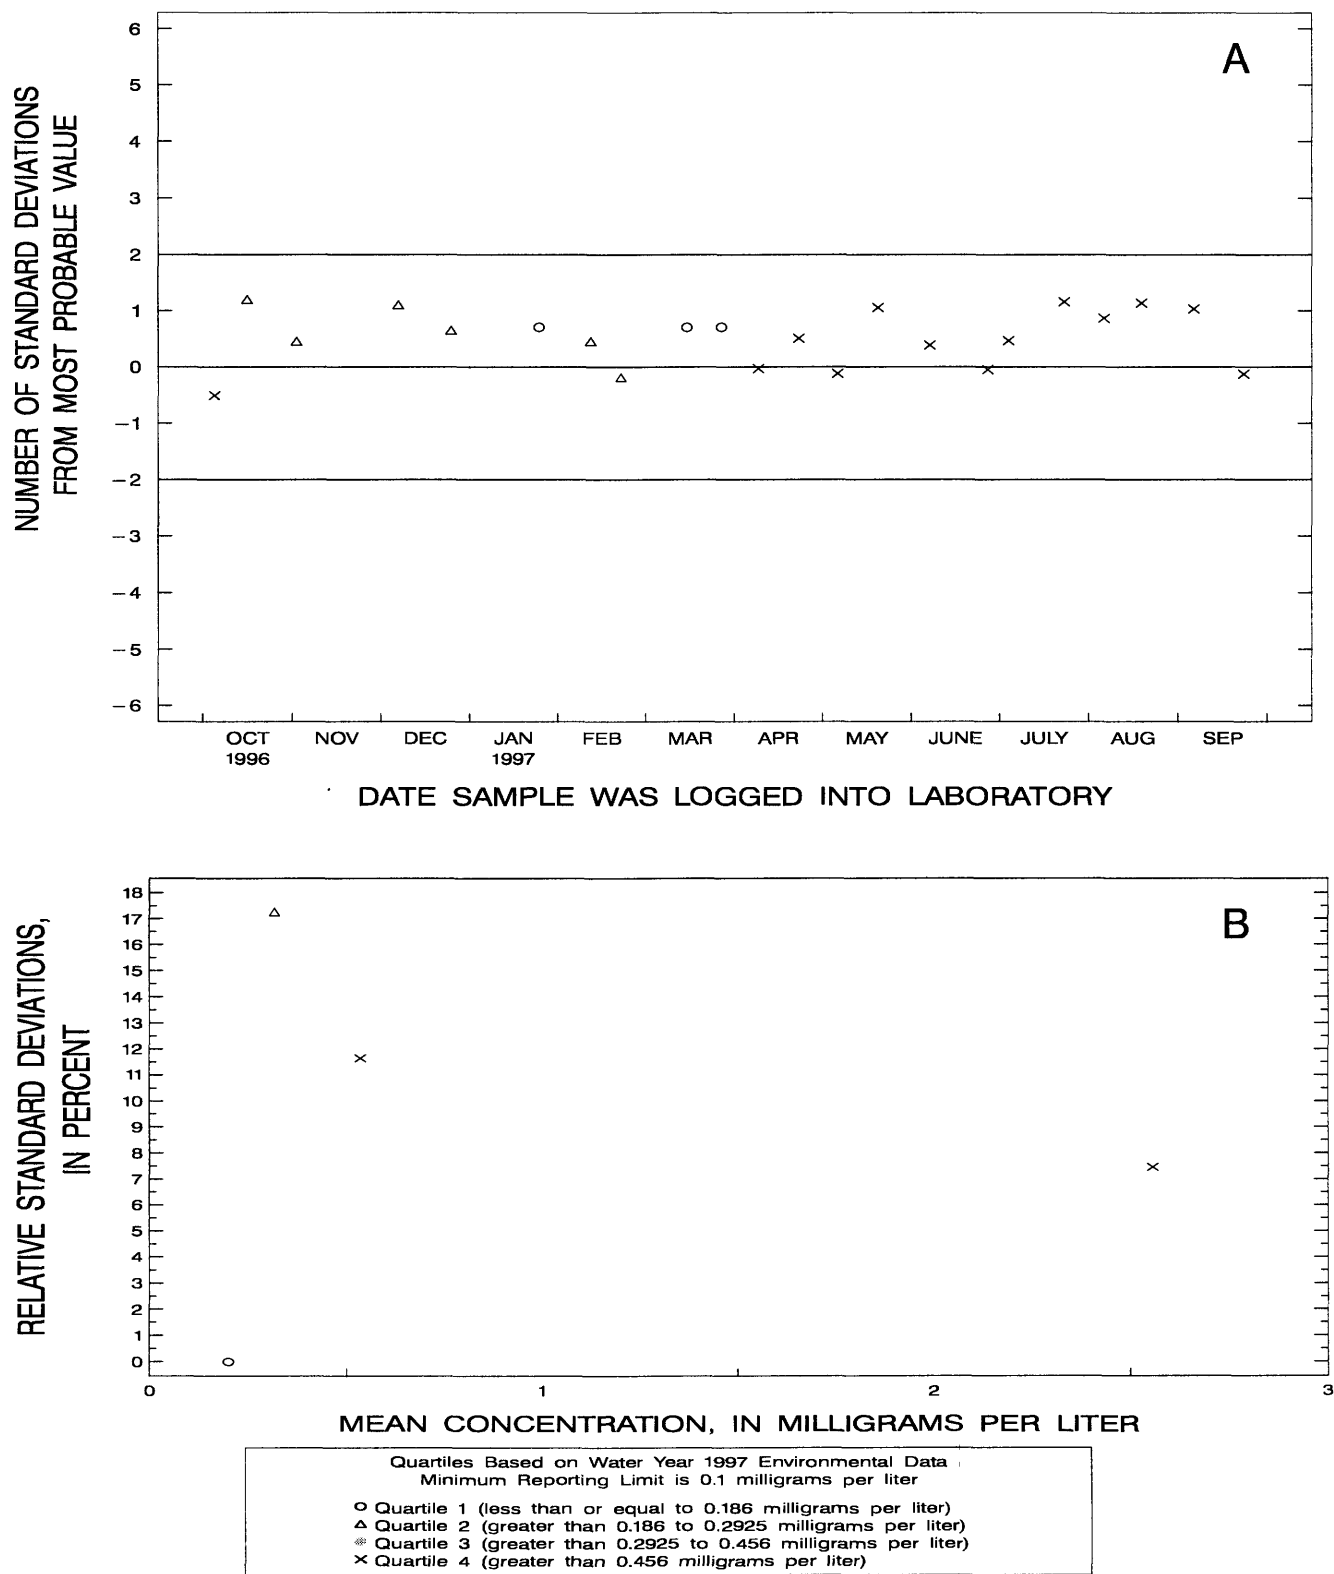 A
NUMBER OF STANDARD DEVIATIONS
FROM MOST PROBABLE VALUE
6
5
4
3
2
1
0
−1
−2
−3
−4
−5
−6
OCT NOV DEC JAN FEB MAR APR MAY JUNE JULY AUG SEP
1996 1997
DATE SAMPLE WAS LOGGED INTO LABORATORY
B
RELATIVE STANDARD DEVIATIONS,
IN PERCENT
18
17
16
15
14
13
12
11
10
9
8
7
6
5
4
3
2
1
0
0 1 2 3
MEAN CONCENTRATION, IN MILLIGRAMS PER LITER
Quartiles Based on Water Year 1997 Environmental Data
Minimum Reporting Limit is 0.1 milligrams per liter
Quartile 1 (less than or equal to 0.186 milligrams per liter)
Quartile 2 (greater than 0.186 to 0.2925 milligrams per liter)
Quartile 3 (greater than 0.2925 to 0.456 milligrams per liter)
Quartile 4 (greater than 0.456 milligrams per liter)